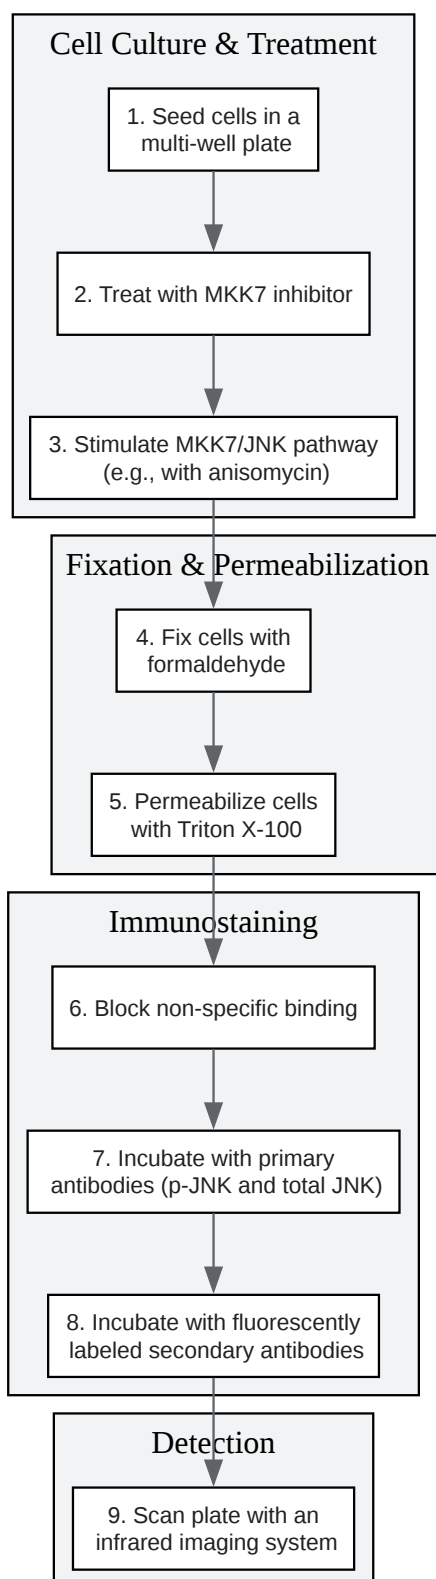 Cell Culture & Treatment
1. Seed cells in a
multi-well plate
2. Treat with MKK7 inhibitor
3. Stimulate MKK7/JNK pathway
(e.g., with anisomycin)
Fixation & Permeabilization
4. Fix cells with
formaldehyde
5. Permeabilize cells
with Triton X-100
Immunostaining
6. Block non-specific binding
7. Incubate with primary
antibodies (p-JNK and total JNK)
8. Incubate with fluorescently
labeled secondary antibodies
Detection
9. Scan plate with an
infrared imaging system